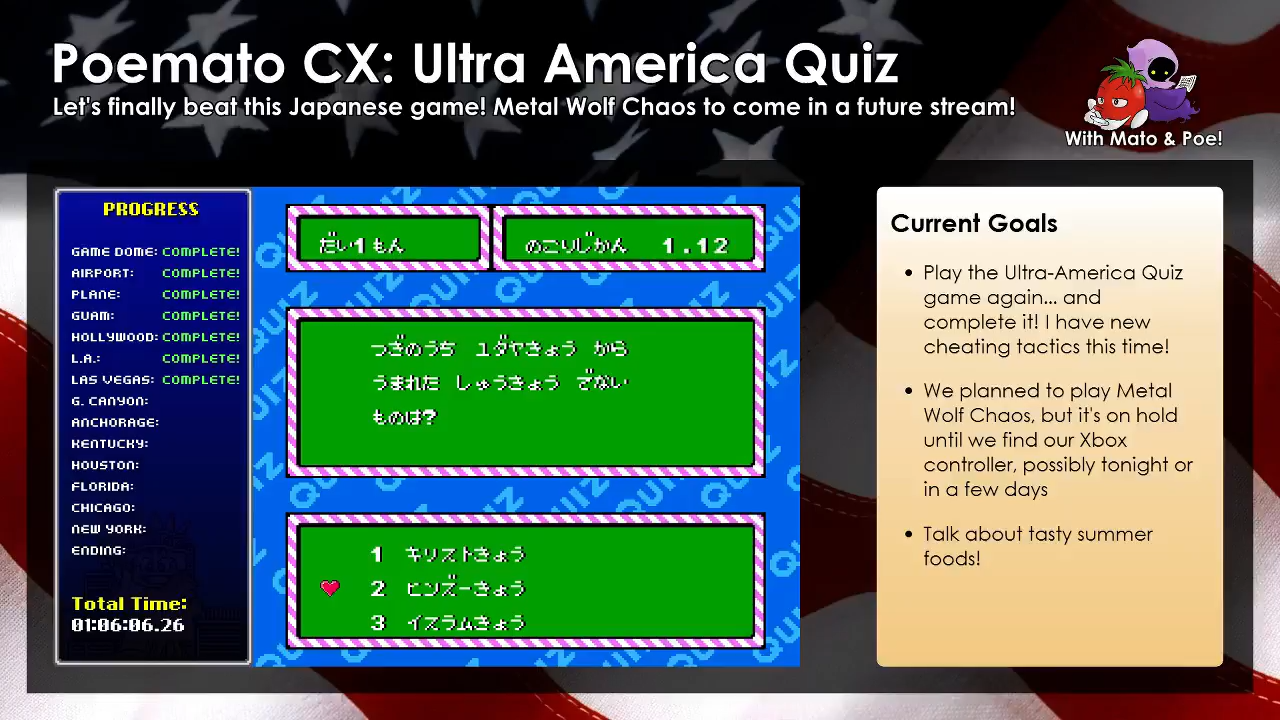 Poemato CX: Ultra America Quiz
Let's finally beat this Japanese game! Metal Wolf Chaos to come in a future stream!
With Mato & Poe!
PROGRESS
GAME DOME: COMPLETE!
AIRPORT: COMPLETE!
PLANE: COMPLETE!
GUAM: COMPLETE!
HOLLYWOOD: COMPLETE!
L.A.: COMPLETE!
LAS VEGAS: COMPLETE!
G. CANYON:
ANCHORAGE:
KENTUCKY:
HOUSTON:
FLORIDA:
CHICAGO:
NEW YORK:
ENDING:
Total Time:
01:06:06.26
だい1もん
のこりじかん 1.12
つぎのうち ユダヤきょう から
うまれた しゅうきょう でない
ものは?
1 キリストきょう
2 ヒンズーきょう
3 イスラムきょう
QUIZ
Current Goals
• Play the Ultra-America Quiz
game again... and
complete it! I have new
cheating tactics this time!
• We planned to play Metal
Wolf Chaos, but it's on hold
until we find our Xbox
controller, possibly tonight or
in a few days
• Talk about tasty summer
foods!